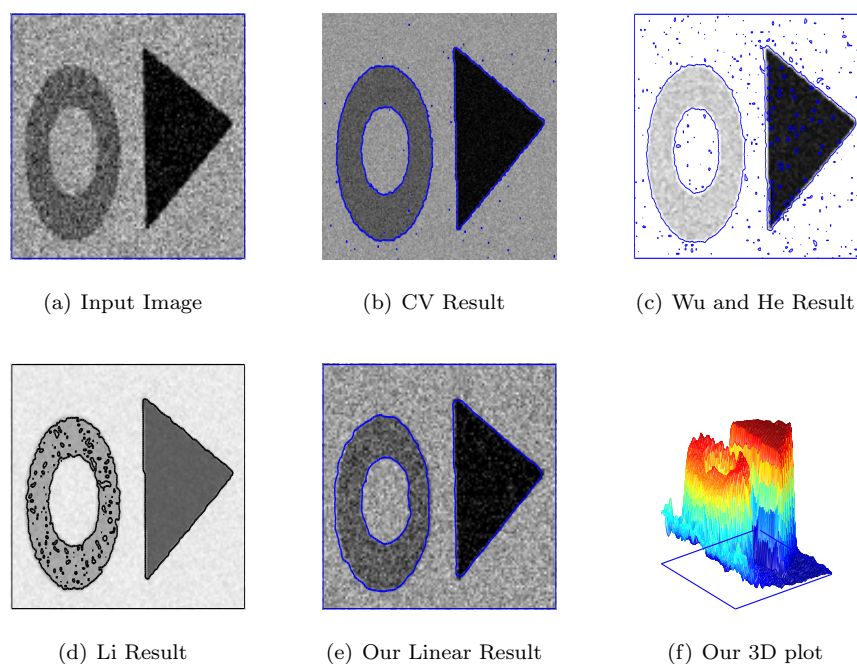 (a) Input Image
(b) CV Result
(c) Wu and He Result
(d) Li Result
(e) Our Linear Result
(f) Our 3D plot